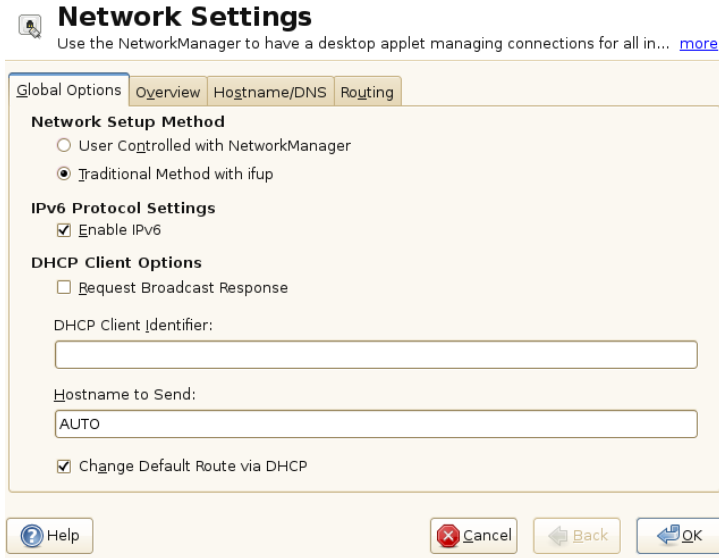 Network Settings
Use the NetworkManager to have a desktop applet managing connections for all in... more
Global Options Overview Hostname/DNS Routing
Network Setup Method
User Controlled with NetworkManager
Traditional Method with ifup
IPv6 Protocol Settings
Enable IPv6
DHCP Client Options
Request Broadcast Response
DHCP Client Identifier:
Hostname to Send:
AUTO
Change Default Route via DHCP
Help Cancel Back OK